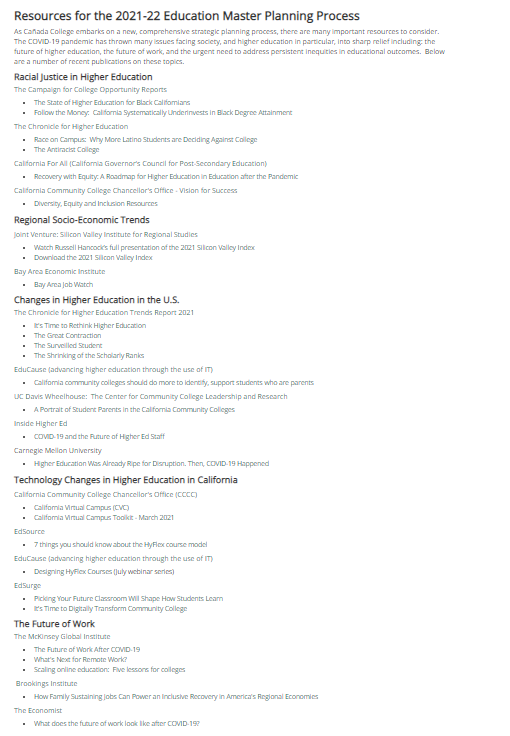 Resources for the 2021-22 Education Master Planning Process
As Cañada College embarks on a new, comprehensive strategic planning process, there are many important resources to consider.
The COVID-19 pandemic has thrown many issues facing society, and higher education in particular, into sharp relief including: the
future of higher education, the future of work, and the urgent need to address persistent inequities in educational outcomes. Below
are a number of recent publications on these topics.
Racial Justice in Higher Education
The Campaign for College Opportunity Reports
• The State of Higher Education for Black Californians
• Follow the Money: California Systematically Underinvests in Black Degree Attainment
The Chronicle for Higher Education
• Race on Campus: Why More Latino Students are Deciding Against College
• The Antiracist College
California For All (California Governor's Council for Post-Secondary Education)
• Recovery with Equity: A Roadmap for Higher Education in Education after the Pandemic
California Community College Chancellor's Office - Vision for Success
• Diversity, Equity and Inclusion Resources
Regional Socio-Economic Trends
Joint Venture: Silicon Valley Institute for Regional Studies
• Watch Russell Hancock's full presentation of the 2021 Silicon Valley Index
• Download the 2021 Silicon Valley Index
Bay Area Economic Institute
• Bay Area Job Watch
Changes in Higher Education in the U.S.
The Chronicle for Higher Education Trends Report 2021
• It's Time to Rethink Higher Education
• The Great Contraction
• The Surveilled Student
• The Shrinking of the Scholarly Ranks
EduCause (advancing higher education through the use of IT)
• California community colleges should do more to identify, support students who are parents
UC Davis Wheelhouse: The Center for Community College Leadership and Research
• A Portrait of Student Parents in the California Community Colleges
Inside Higher Ed
• COVID-19 and the Future of Higher Ed Staff
Carnegie Mellon University
• Higher Education Was Already Ripe for Disruption. Then, COVID-19 Happened
Technology Changes in Higher Education in California
California Community College Chancellor's Office (CCCC)
• California Virtual Campus (CVC)
• California Virtual Campus Toolkit - March 2021
EdSource
• 7 things you should know about the HyFlex course model
EduCause (advancing higher education through the use of IT)
• Designing HyFlex Courses (July webinar series)
EdSurge
• Picking Your Future Classroom Will Shape How Students Learn
• It's Time to Digitally Transform Community College
The Future of Work
The McKinsey Global Institute
• The Future of Work After COVID-19
• What's Next for Remote Work?
• Scaling online education: Five lessons for colleges
Brookings Institute
• How Family Sustaining Jobs Can Power an Inclusive Recovery in America's Regional Economies
The Economist
• What does the future of work look like after COVID-19?